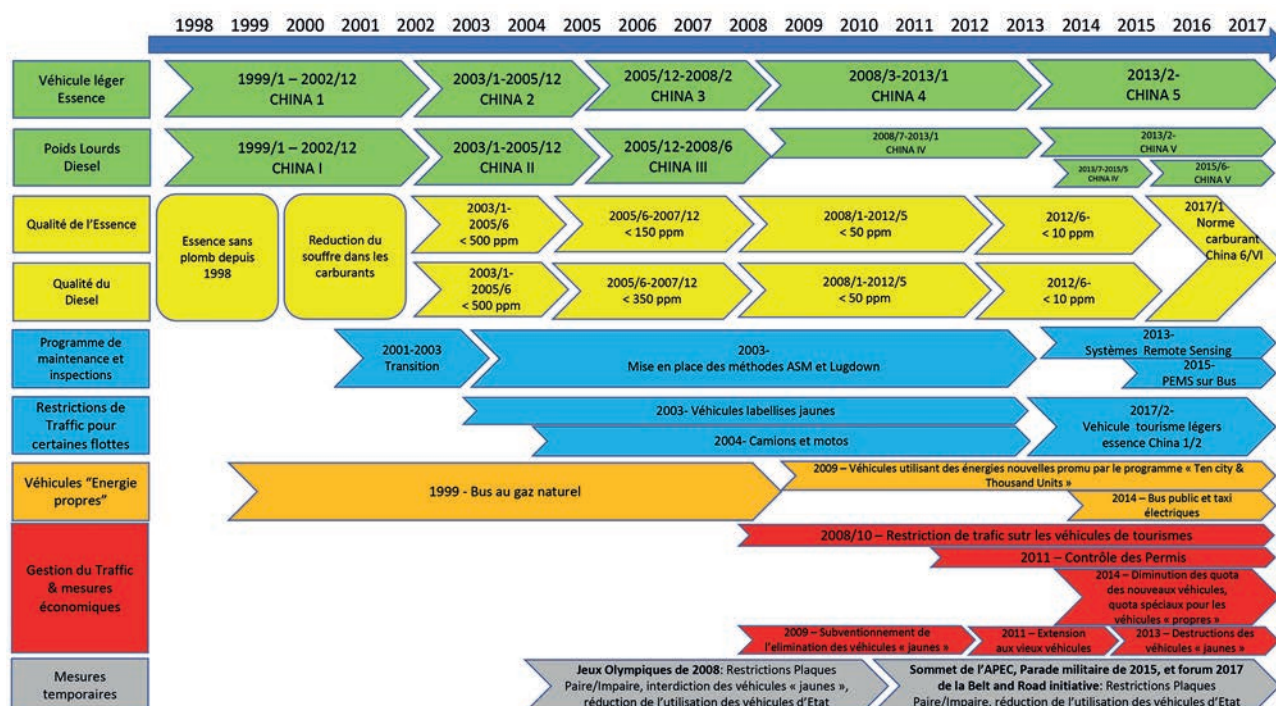 1998 1999 2000 2001 2002 2003 2004 2005 2006 2007 2008 2009 2010 2011 2012 2013 2014 2015 2016 2017
Véhicule léger
Essence
1999/1 – 2002/12
CHINA 1
2003/1-2005/12
CHINA 2
2005/12-2008/2
CHINA 3
2008/3-2013/1
CHINA 4
2013/2-
CHINA 5
Poids Lourds
Diesel
1999/1 – 2002/12
CHINA I
2003/1-2005/12
CHINA II
2005/12-2008/6
CHINA III
2008/7-2013/1
CHINA IV
2013/2-
CHINA V
2013/7-2015/5
CHINA IV
2015/6-
CHINA V
Qualité de l'Essence
Essence sans
plomb depuis
1998
Reduction du
souffre dans les
carburants
2003/1-
2005/6
< 500 ppm
2005/6-2007/12
< 150 ppm
2008/1-2012/5
< 50 ppm
2012/6-
< 10 ppm
2017/1
Norme
carburant
China 6/VI
Qualité du
Diesel
2003/1-
2005/6
< 500 ppm
2005/6-2007/12
< 350 ppm
2008/1-2012/5
< 50 ppm
2012/6-
< 10 ppm
Programme de
maintenance et
inspections
2001-2003
Transition
2003-
Mise en place des méthodes ASM et Lugdown
2013-
Systèmes Remote Sensing
2015-
PEMS sur Bus
Restrictions de
Traffic pour
certaines flottes
2003- Véhicules labellises jaunes
2004- Camions et motos
2017/2-
Vehicule tourisme légers
essence China 1/2
Véhicules "Energie
propres"
1999 - Bus au gaz naturel
2009 – Véhicules utilisant des énergies nouvelles promu par le programme « Ten city &
Thousand Units »
2014 – Bus public et taxi
électriques
Gestion du Traffic
& mesures
économiques
2008/10 – Restriction de trafic sutr les véhicules de tourismes
2011 – Contrôle des Permis
2014 – Diminution des quota
des nouveaux véhicules,
quota spéciaux pour les
véhicules « propres »
2009 – Subventionnement de
l'elimination des véhicules « jaunes »
2011 – Extension
aux vieux véhicules
2013 – Destructions des
véhicules « jaunes »
Mesures
temporaires
Jeux Olympiques de 2008: Restrictions Plaques
Paire/Impaire, interdiction des véhicules « jaunes »,
réduction de l'utilisation des véhicules d'Etat
Sommet de l'APEC, Parade militaire de 2015, et forum 2017
de la Belt and Road initiative: Restrictions Plaques
Paire/Impaire, réduction de l'utilisation des véhicules d'Etat